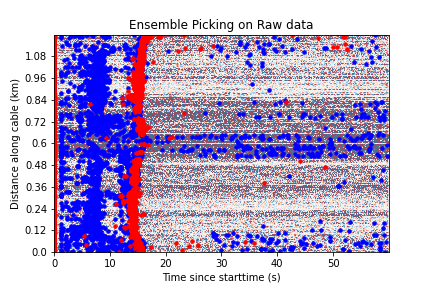 Ensemble Picking on Raw data
Distance along cable (km)
1.08
0.96
0.84
0.72
0.6
0.48
0.36
0.24
0.12
0.0
0 10 20 30 40 50
Time since starttime (s)